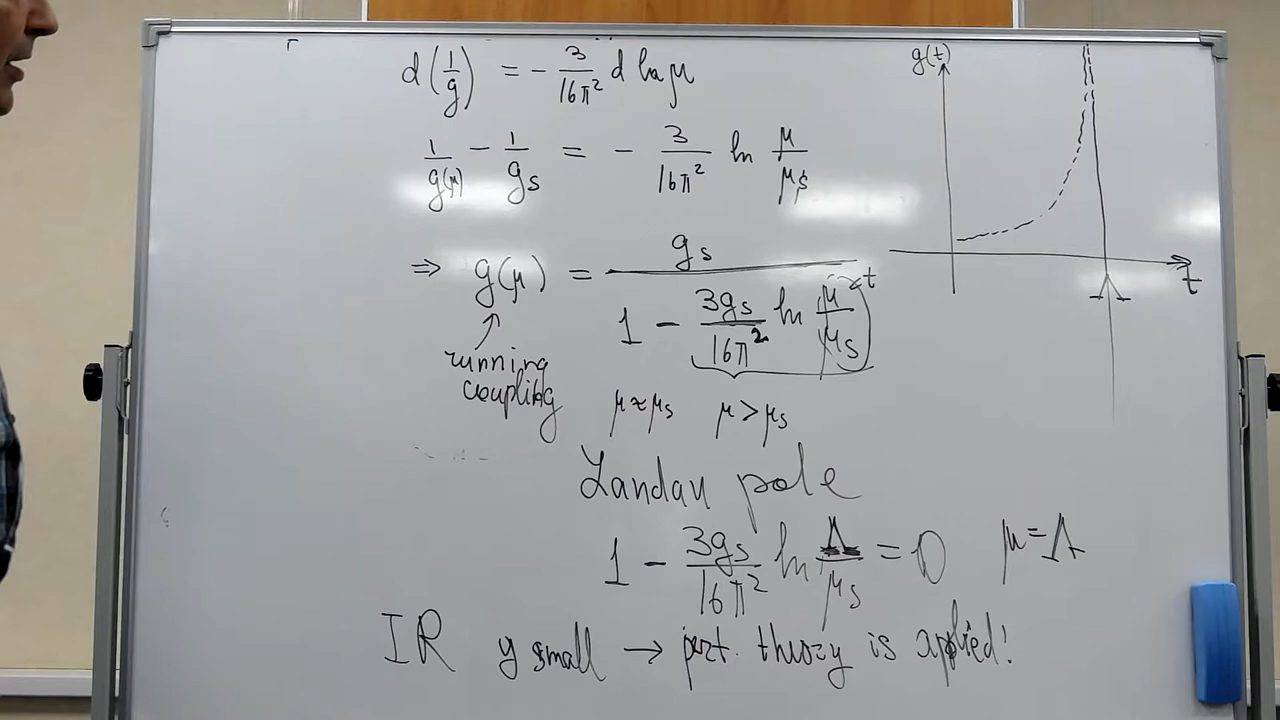 d(1/g) = - 3/16π² d ln μ
1/g(μ) - 1/gs = - 3/16π² ln μ/μs
⇒ g(μ) = gs / (1 - 3gs/16π² ln μ/μs) t
running
coupling
μ≈μs μ>μs
Landau pole
1 - 3gs/16π² ln Λ/μs = 0 μ=Λ
IR g small → pert. theory is applied!
g(t)
t
Λ